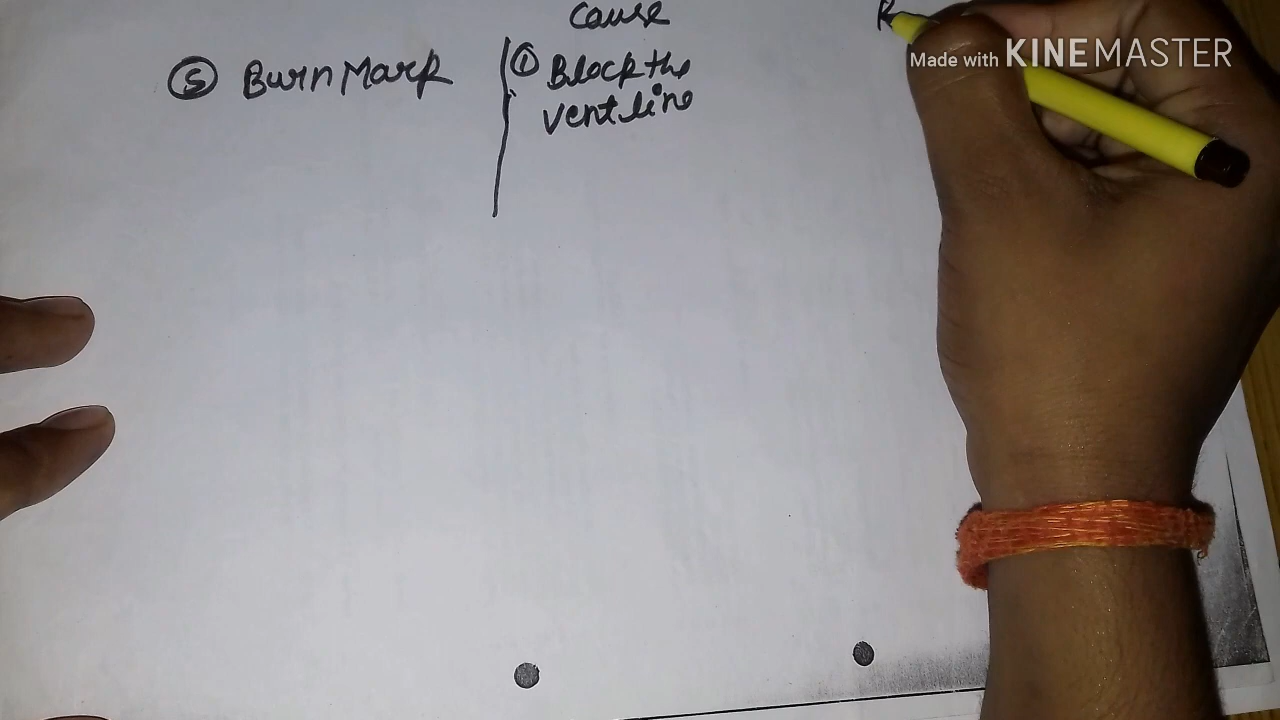 Cause
R
Made with KINEMASTER
⑤ Burn Mark
① Block the
vent line